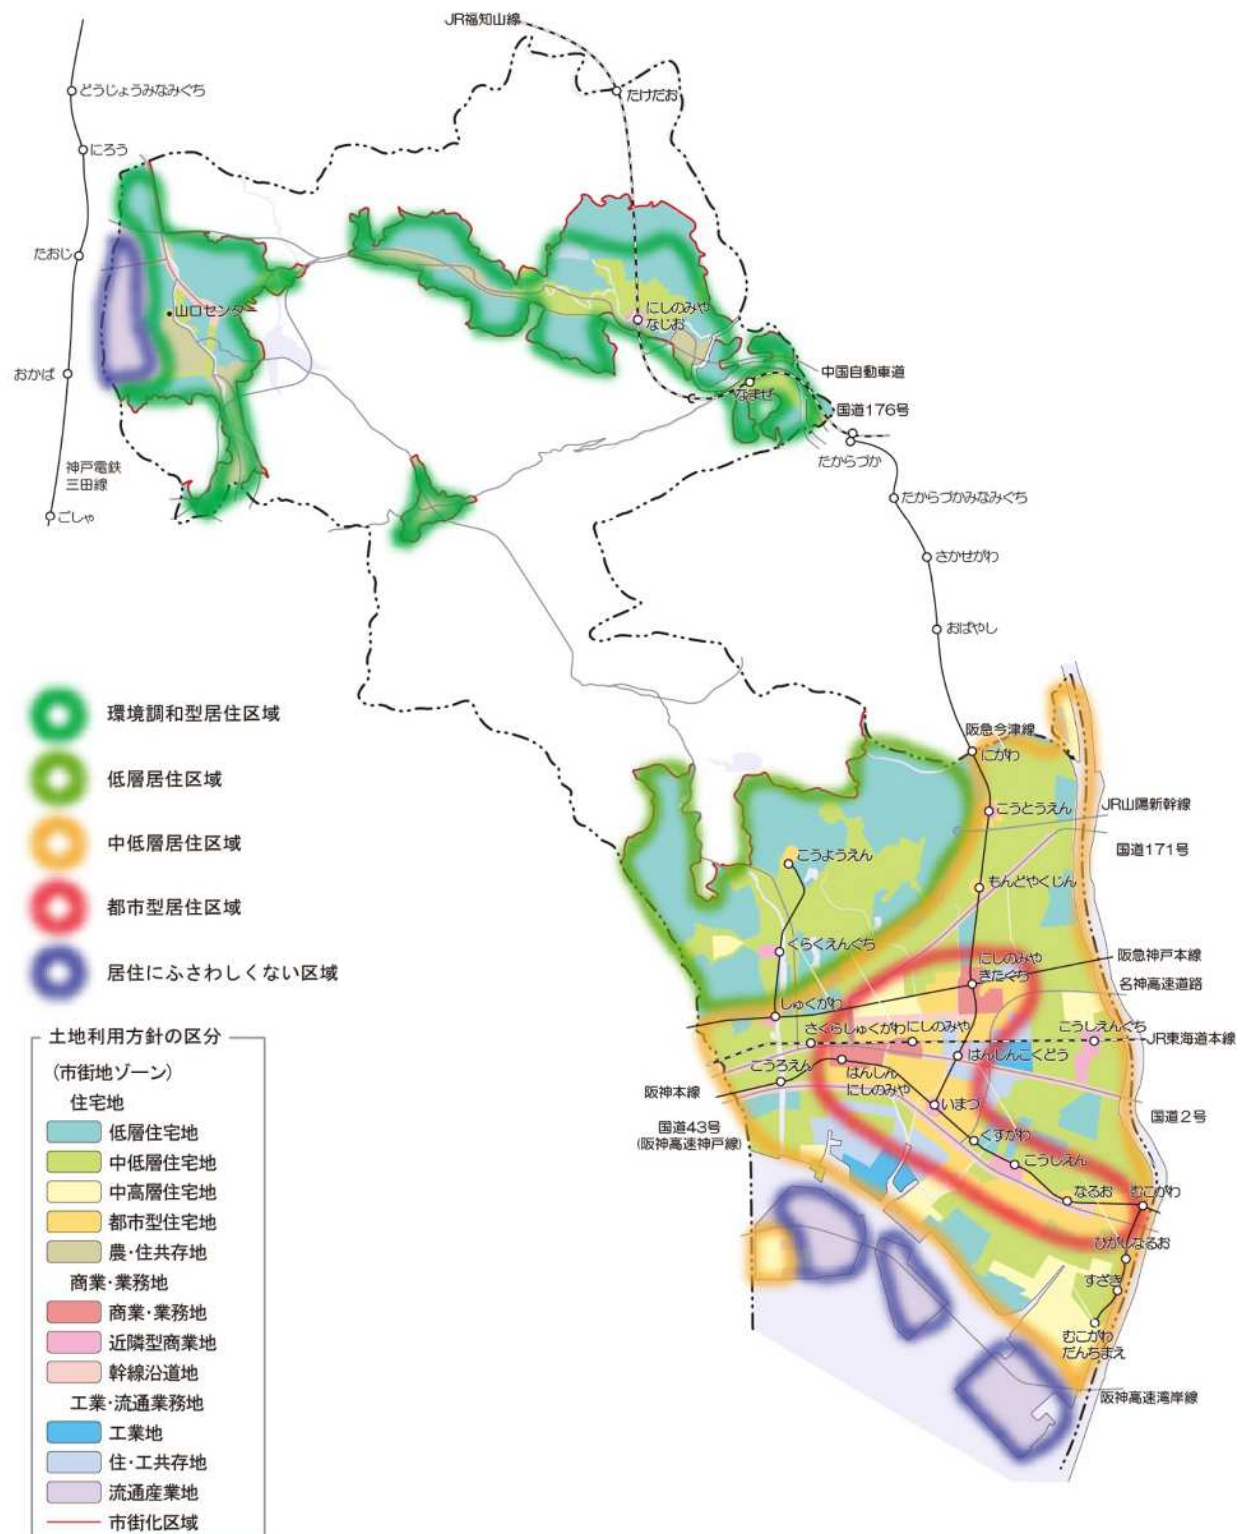 JR福知山線
どうじょうみなみぐち
たけだお
にろう
たおじ
山口センター
にしのみや
なじお
おかば
中国自動車道
なまぜ
国道176号
神戸電鉄
三田線
たからづか
ごしゃ
たからづかみなみぐち
さかせがわ
おばやし
環境調和型居住区域
低層居住区域
中低層居住区域
都市型居住区域
居住にふさわしくない区域
阪急今津線
にがわ
こうとうえん
JR山陽新幹線
国道171号
こうようえん
もんどやくじん
くらくえんぐち
にしのみや
きたぐち
阪急神戸本線
名神高速道路
しゅくがわ
さくらしゅくがわ
にしのみや
こうしえんぐち
JR東海道本線
はんしんこくどう
こうろえん
はんしん
にしのみや
阪神本線
いまづ
国道2号
国道43号
(阪神高速神戸線)
くすがわ
こうしえん
なるお
むこがわ
ひがしなるお
すざき
むこがわ
だんちまえ
阪神高速湾岸線
土地利用方針の区分
(市街地ゾーン)
住宅地
低層住宅地
中低層住宅地
中高層住宅地
都市型住宅地
農・住共存地
商業・業務地
商業・業務地
近隣型商業地
幹線沿道地
工業・流通業務地
工業地
住・工共存地
流通産業地
市街化区域